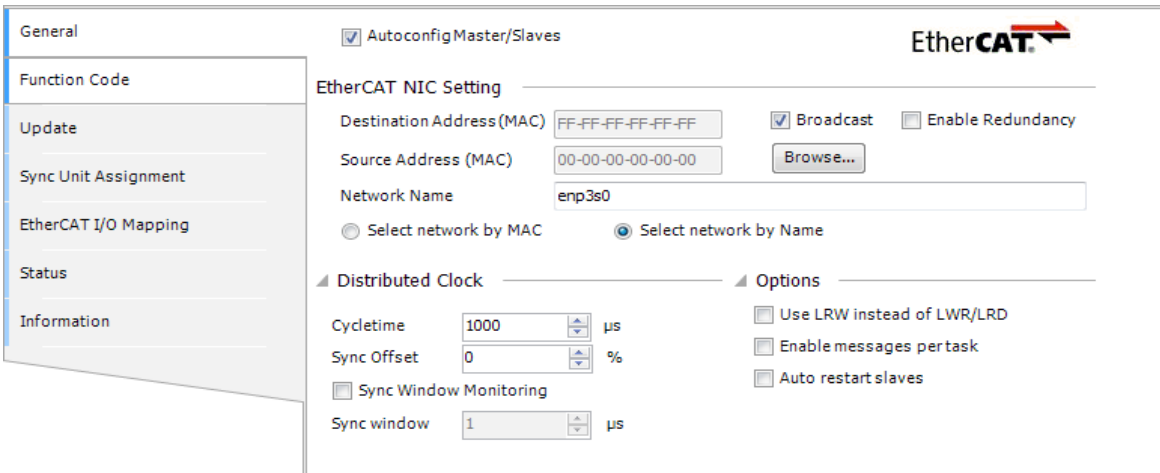 General
Function Code
Update
Sync Unit Assignment
EtherCAT I/O Mapping
Status
Information
Autoconfig Master/Slaves
EtherCAT.
EtherCAT NIC Setting
Destination Address (MAC) FF-FF-FF-FF-FF-FF Broadcast Enable Redundancy
Source Address (MAC) 00-00-00-00-00-00 Browse...
Network Name enp3s0
Select network by MAC Select network by Name
Distributed Clock
Cycletime 1000 µs
Sync Offset 0 %
Sync Window Monitoring
Sync window 1 µs
Options
Use LRW instead of LWR/LRD
Enable messages per task
Auto restart slaves